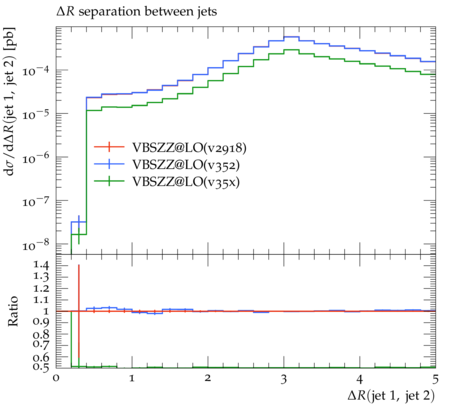 ΔR separation between jets
dσ/dΔR(jet 1, jet 2) [pb]
10⁻⁴
10⁻⁵
10⁻⁶
10⁻⁷
10⁻⁸
VBSZZ@LO(v2918)
VBSZZ@LO(v352)
VBSZZ@LO(v35x)
Ratio
1.4
1.3
1.2
1.1
1
0.9
0.8
0.7
0.6
0.5
0 1 2 3 4 5
ΔR(jet 1, jet 2)